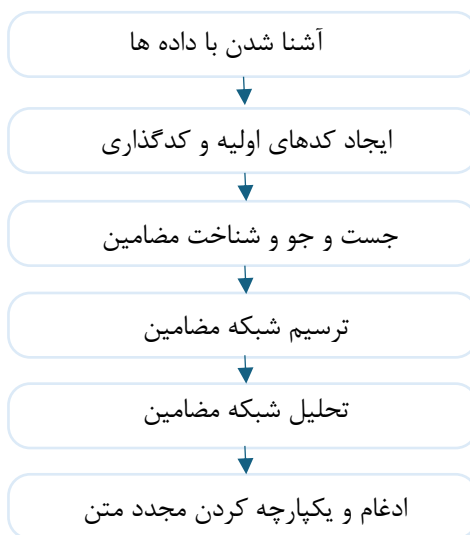 آشنا شدن با داده ها
ایجاد کدهای اولیه و کدگذاری
جست و جو و شناخت مضامین
ترسیم شبکه مضامین
تحلیل شبکه مضامین
ادغام و یکپارچه کردن مجدد متن